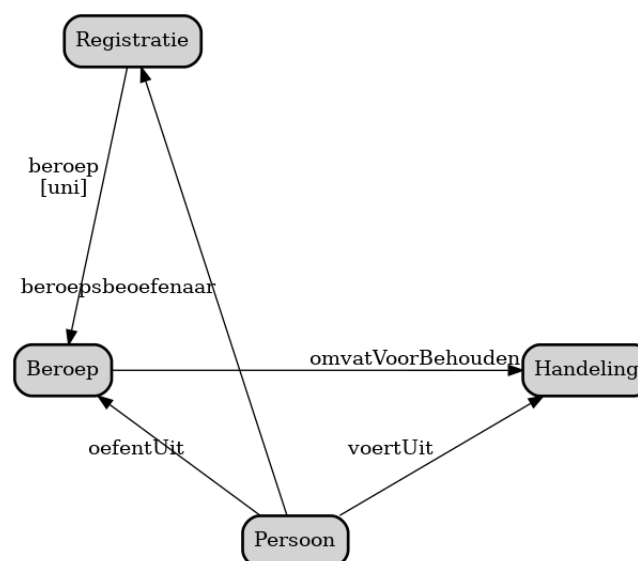 Registratie
beroep
[uni]
beroepsbeoefenaar
Beroep
omvatVoorBehouden
Handeling
oefentUit
voertUit
Persoon